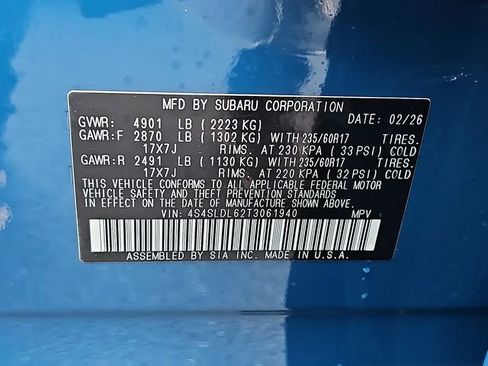 MFD BY SUBARU CORPORATION
GVWR: 4901 LB ( 2223 KG) DATE: 02/26
GAWR:F 2870 LB ( 1302 KG) WITH 235/60R17 TIRES.
17X7J RIMS. AT 230 KPA ( 33 PSI) COLD
GAWR:R 2491 LB ( 1130 KG) WITH 235/60R17 TIRES.
17X7J RIMS. AT 220 KPA ( 32 PSI) COLD
THIS VEHICLE CONFORMS TO ALL APPLICABLE FEDERAL MOTOR
VEHICLE SAFETY AND THEFT PREVENTION STANDARDS
IN EFFECT ON THE DATE OF MANUFACTURE SHOWN ABOVE.
VIN: 4S4SLDL62T3061940 MPV
ASSEMBLED BY SIA INC. MADE IN U.S.A.